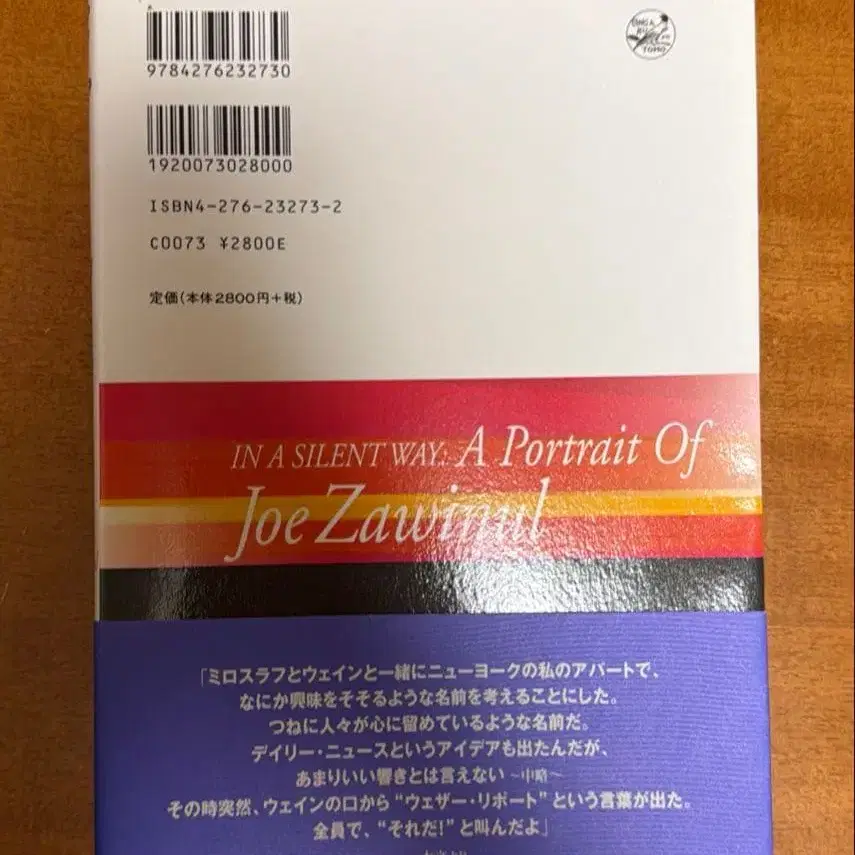 9784276232730
1920073028000
ISBN4-276-23273-2
C0073 ¥2800E
定価(本体2800円+税)
IN A SILENT WAY: A Portrait Of
Joe Zawinul
「ミロスラフとウェインと一緒にニューヨークの私のアパートで、
なにか興味をそそるような名前を考えることにした。
つねに人々が心に留めているような名前だ。
デイリー・ニュースというアイデアも出たんだが、
あまりいい響きとは言えない ～中略～
その時突然、ウェインの口から“ウェザー・リポート”という言葉が出た。
全員で、“それだ!”と叫んだよ」